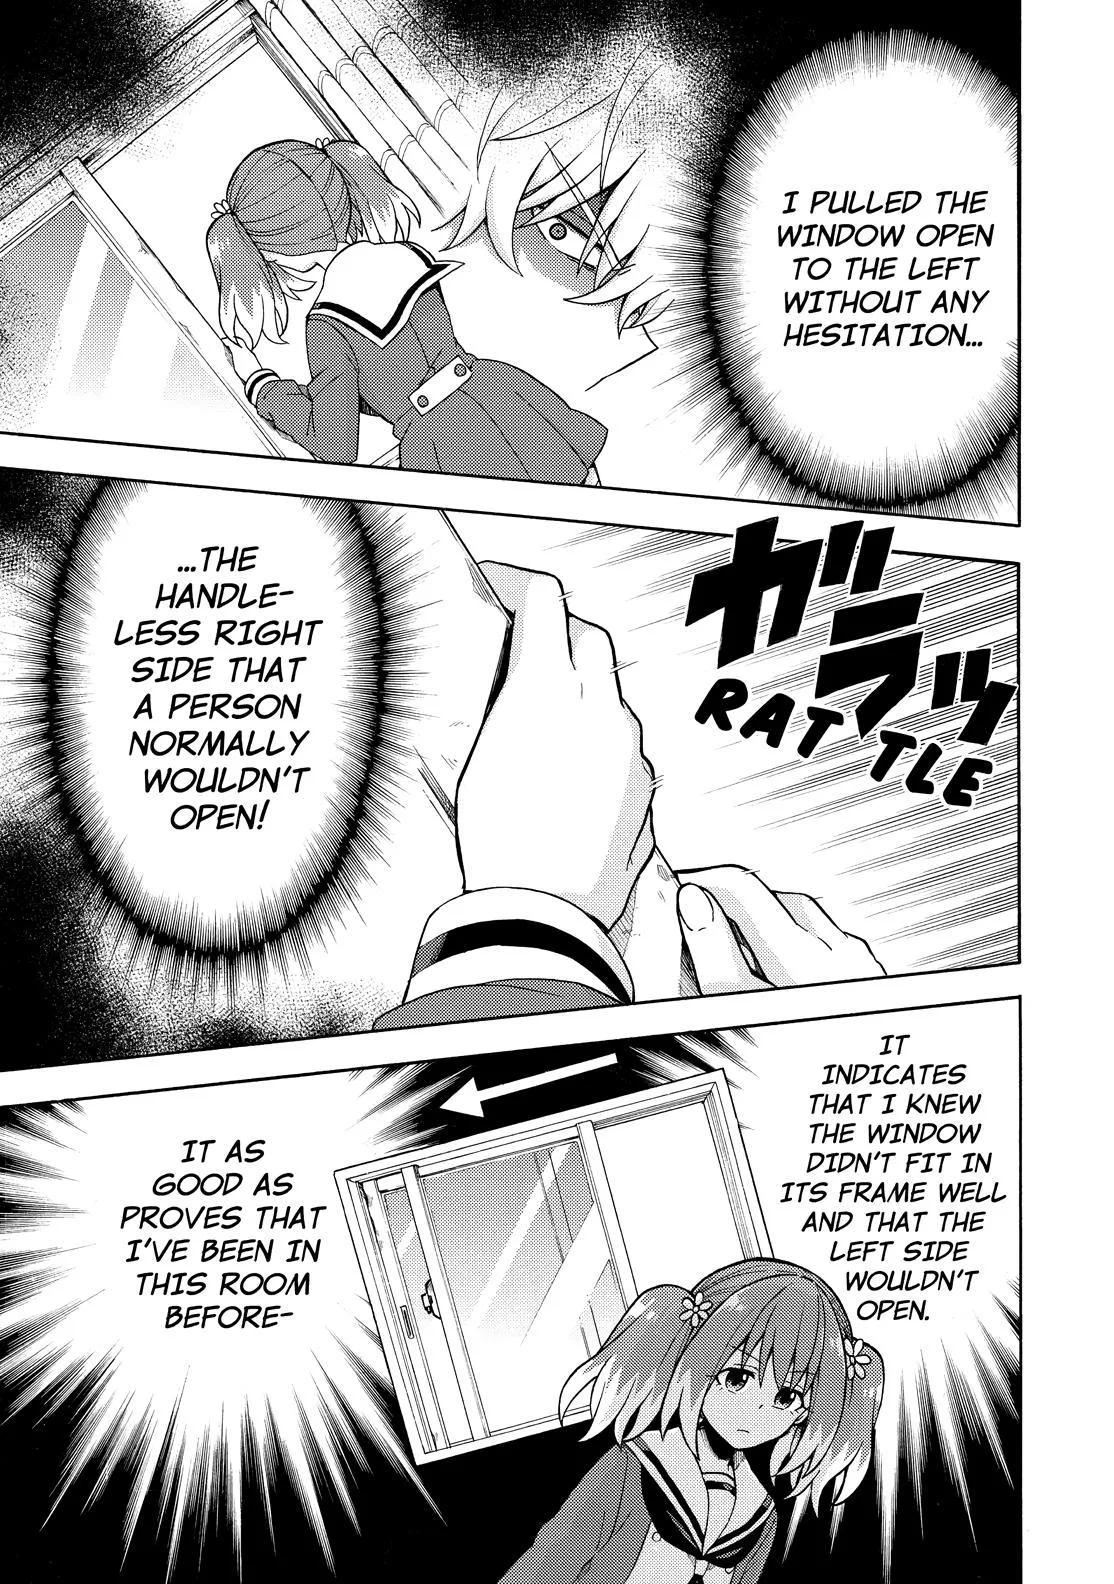 I PULLED THE
WINDOW OPEN
TO THE LEFT
WITHOUT ANY
HESITATION...
ガラッ
RATTLE
...THE
HANDLE-
LESS RIGHT
SIDE THAT
A PERSON
NORMALLY
WOULDN'T
OPEN!
IT
INDICATES
THAT I KNEW
THE WINDOW
DIDN'T FIT IN
ITS FRAME WELL
AND THAT THE
LEFT SIDE
WOULDN'T
OPEN.
IT AS
GOOD AS
PROVES THAT
I'VE BEEN IN
THIS ROOM
BEFORE-